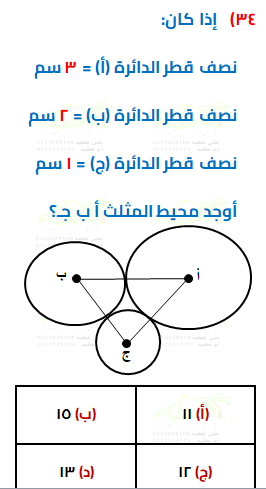 ٣٤) إذا كان:
نصف قطر الدائرة (أ) = ٣ سم
نصف قطر الدائرة (ب) = ٢ سم
نصف قطر الدائرة (ج) = ١ سم
أوجد محيط المثلث أ ب جـ؟
أ
ب
ج
(أ) ١١
(ب) ١٥
(ج) ١٢
(د) ١٣